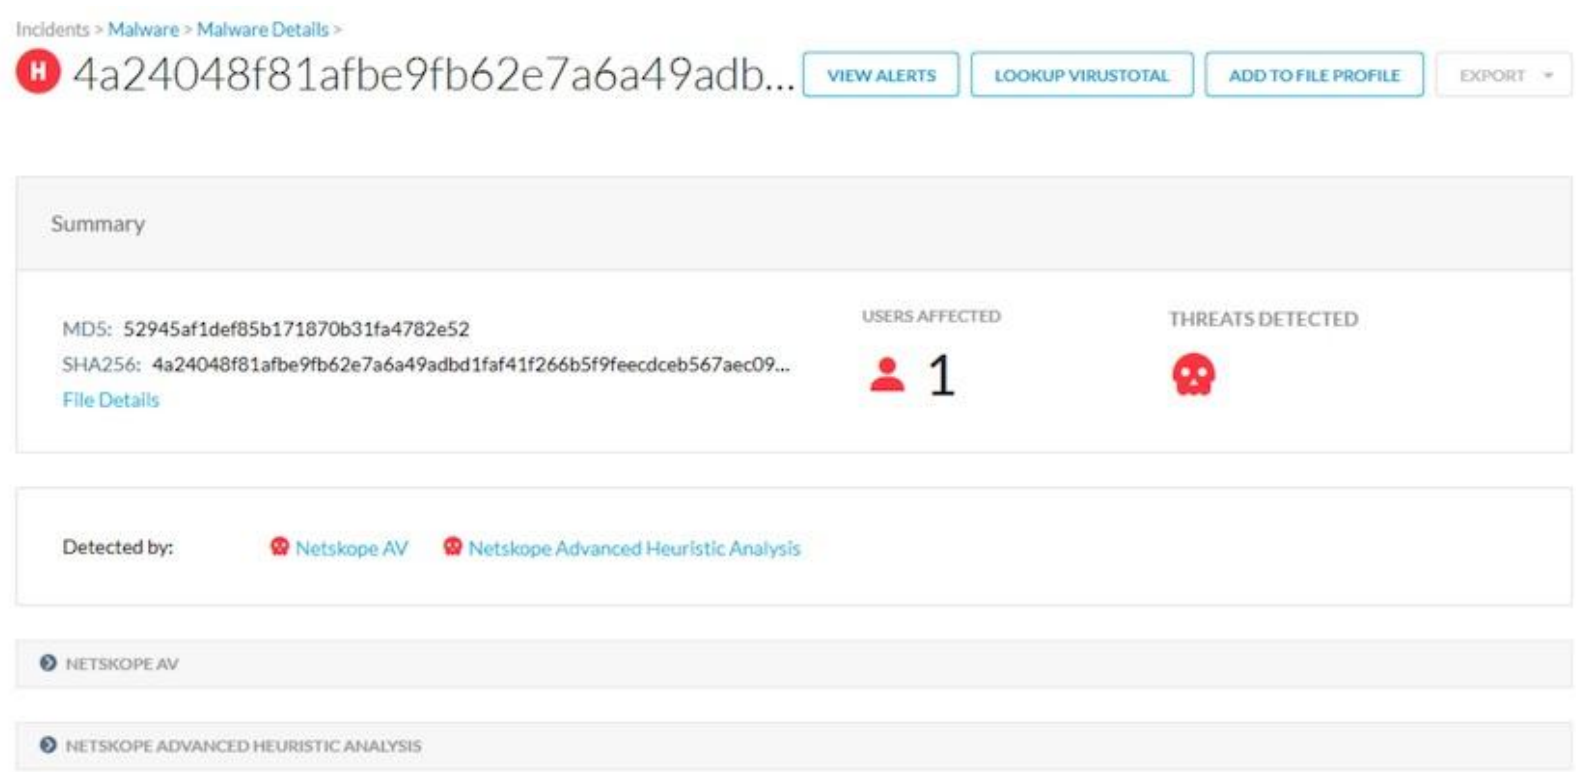 Incidents > Malware > Malware Details >
H 4a24048f81afbe9fb62e7a6a49adb... VIEW ALERTS LOOKUP VIRUSTOTAL ADD TO FILE PROFILE EXPORT
Summary
MD5: 52945af1def85b171870b31fa4782e52
SHA256: 4a24048f81afbe9fb62e7a6a49adbd1faf41f266b5f9feecdceb567aec09...
File Details
USERS AFFECTED
1
THREATS DETECTED
Detected by: Netskope AV Netskope Advanced Heuristic Analysis
NETSKOPE AV
NETSKOPE ADVANCED HEURISTIC ANALYSIS